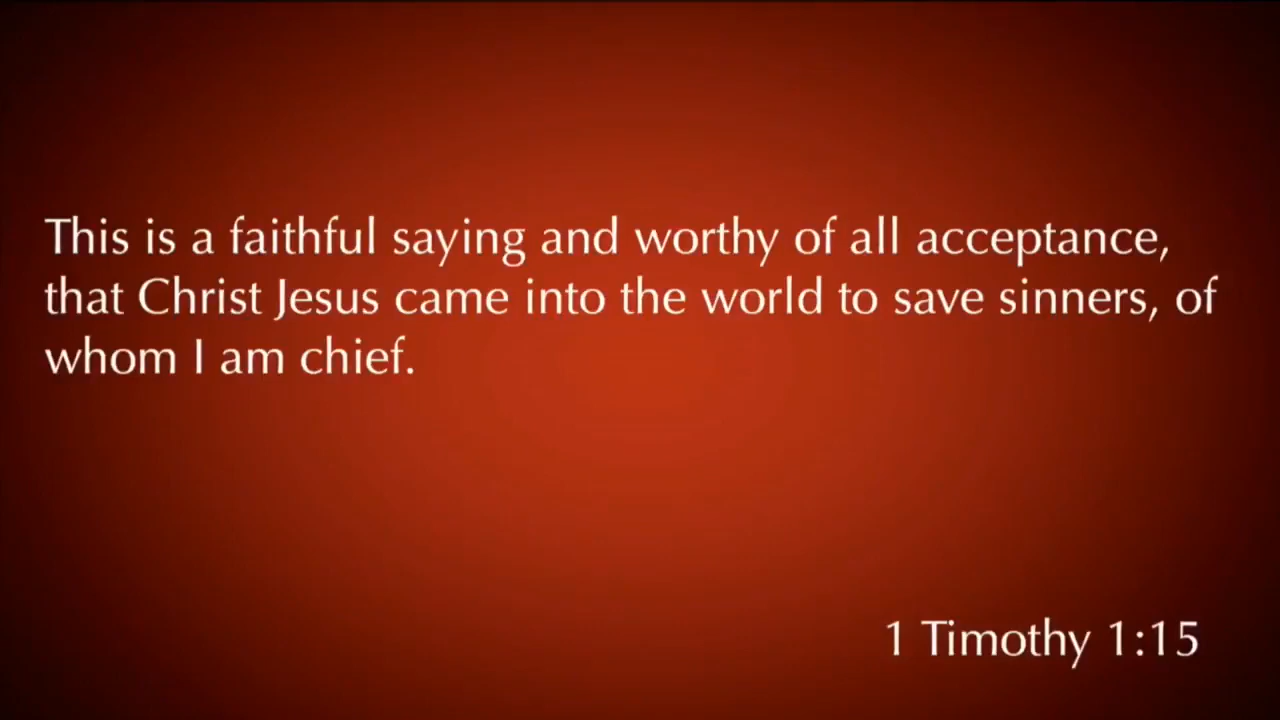 This is a faithful saying and worthy of all acceptance,
that Christ Jesus came into the world to save sinners, of
whom I am chief.
1 Timothy 1:15